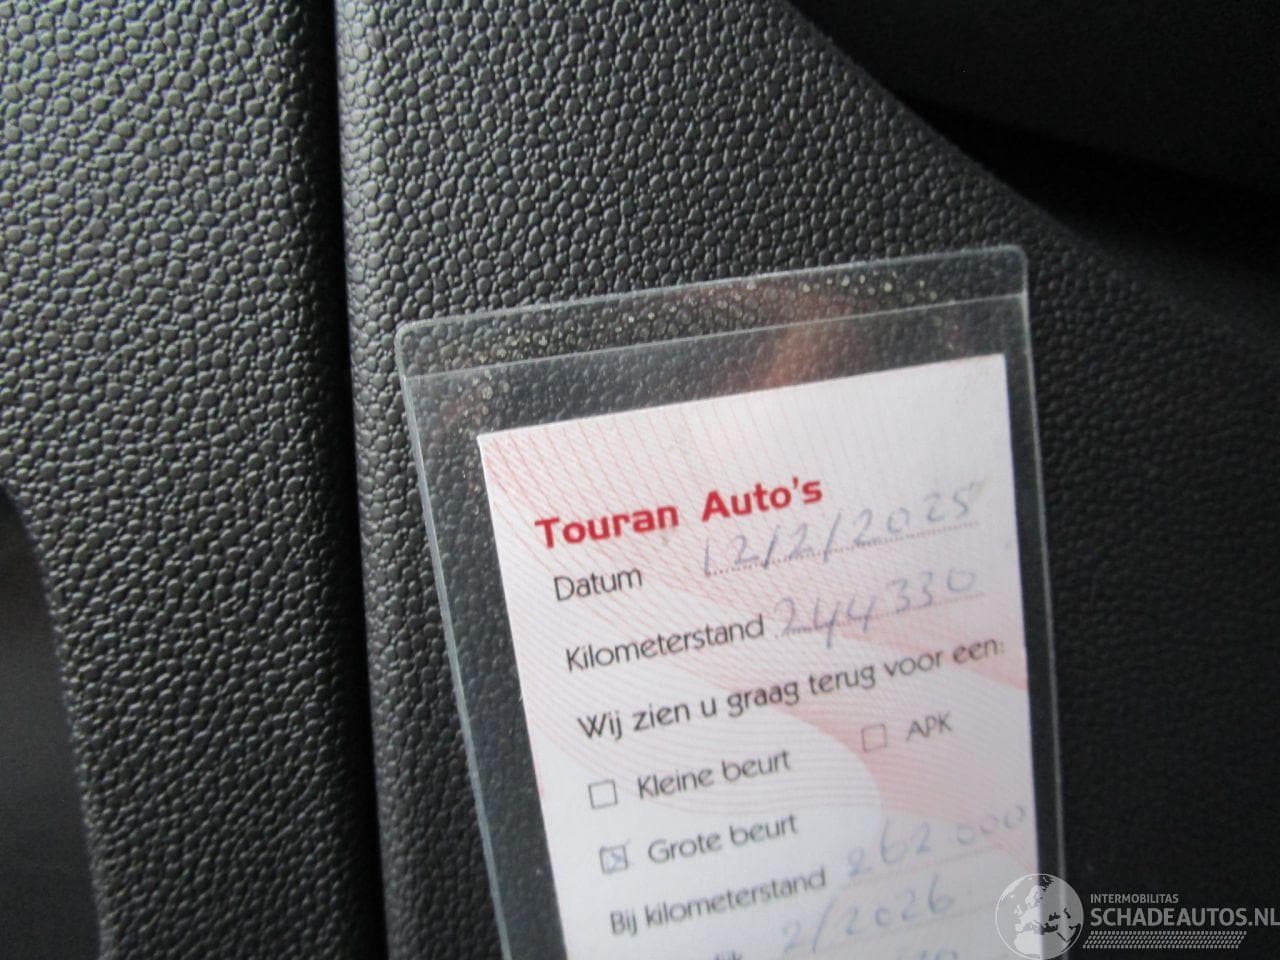 Touran Auto's
Datum 12/2/2025
Kilometerstand 244330
Wij zien u graag terug voor een:
Kleine beurt APK
Grote beurt
Bij kilometerstand 262 000
2/2026
INTERMOBILITAS
SCHADEAUTOS.NL